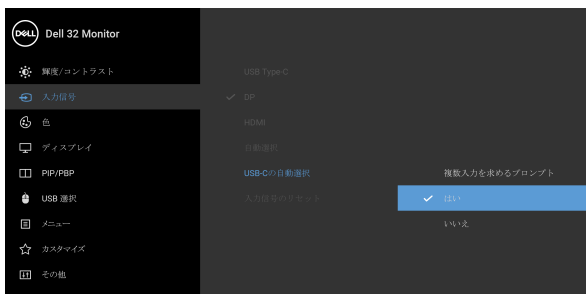 DELL Dell 32 Monitor
輝度/コントラスト
入力信号
色
ディスプレイ
PIP/PBP
USB 選択
メニュー
カスタマイズ
その他
USB Type-C
DP
HMDI
自動選択
USB-Cの自動選択
入力信号のリセット
複数入力を求めるプロンプト
はい
いいえ